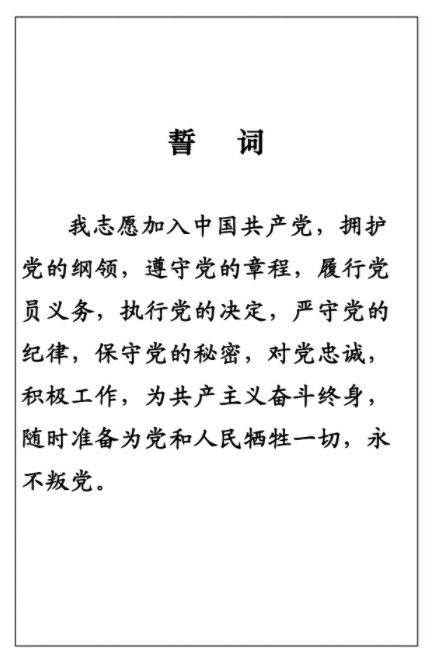 誓 词
我志愿加入中国共产党，拥护
党的纲领，遵守党的章程，履行党
员义务，执行党的决定，严守党的
纪律，保守党的秘密，对党忠诚，
积极工作，为共产主义奋斗终身，
随时准备为党和人民牺牲一切，永
不叛党。